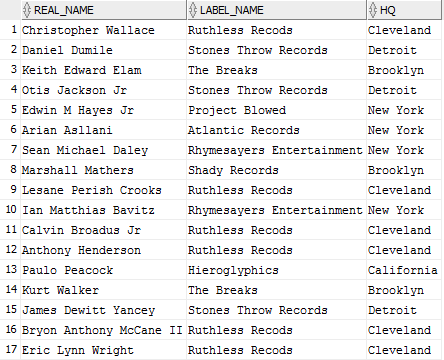 REAL_NAME LABEL_NAME HQ
1 Christopher Wallace Ruthless Recods Cleveland
2 Daniel Dumile Stones Throw Records Detroit
3 Keith Edward Elam The Breaks Brooklyn
4 Otis Jackson Jr Stones Throw Records Detroit
5 Edwin M Hayes Jr Project Blowed New York
6 Arian Asllani Atlantic Records New York
7 Sean Michael Daley Rhymesayers Entertainment New York
8 Marshall Mathers Shady Records Brooklyn
9 Lesane Perish Crooks Ruthless Recods Cleveland
10 Ian Matthias Bavitz Rhymesayers Entertainment New York
11 Calvin Broadus Jr Ruthless Recods Cleveland
12 Anthony Henderson Ruthless Recods Cleveland
13 Paulo Peacock Hieroglyphics California
14 Kurt Walker The Breaks Brooklyn
15 James Dewitt Yancey Stones Throw Records Detroit
16 Bryon Anthony McCane II Ruthless Recods Cleveland
17 Eric Lynn Wright Ruthless Recods Cleveland